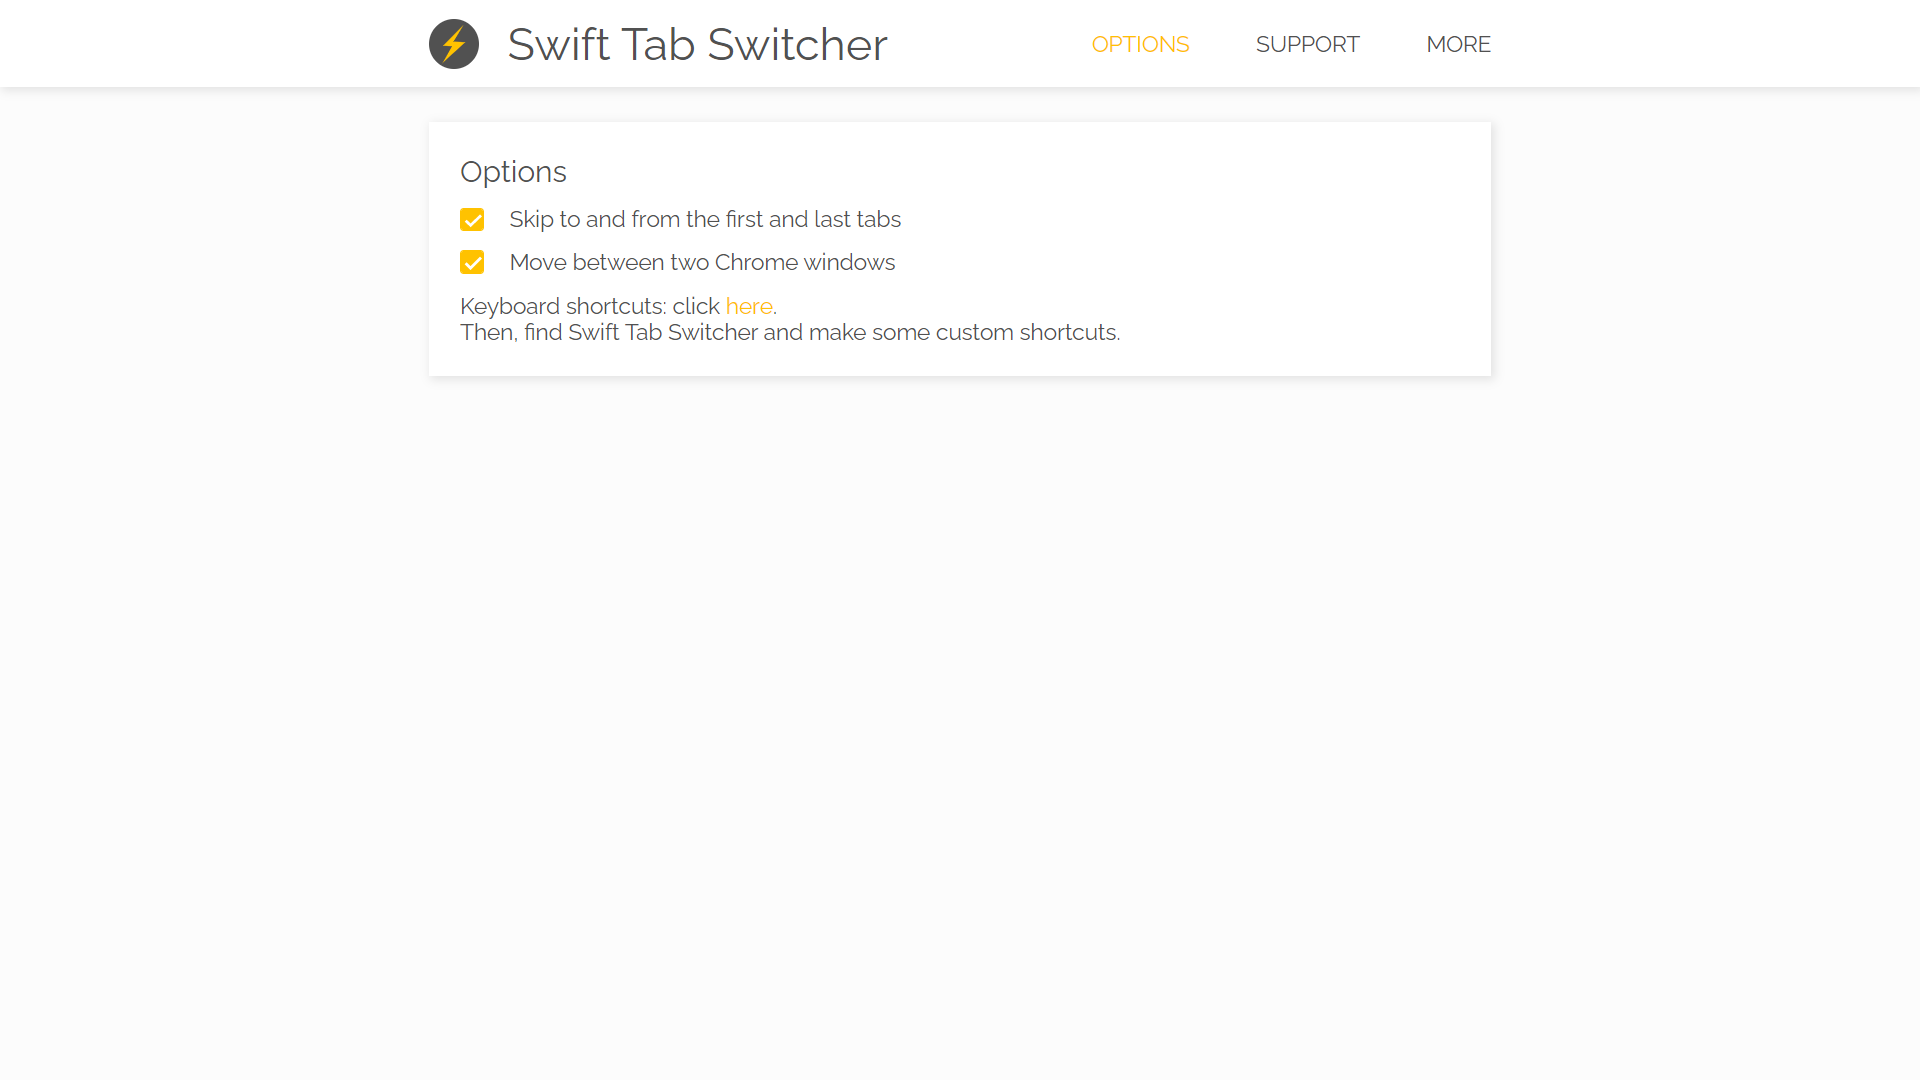 Swift Tab Switcher
OPTIONS
SUPPORT
MORE
Options
Skip to and from the first and last tabs
Move between two Chrome windows
Keyboard shortcuts: click here.
Then, find Swift Tab Switcher and make some custom shortcuts.